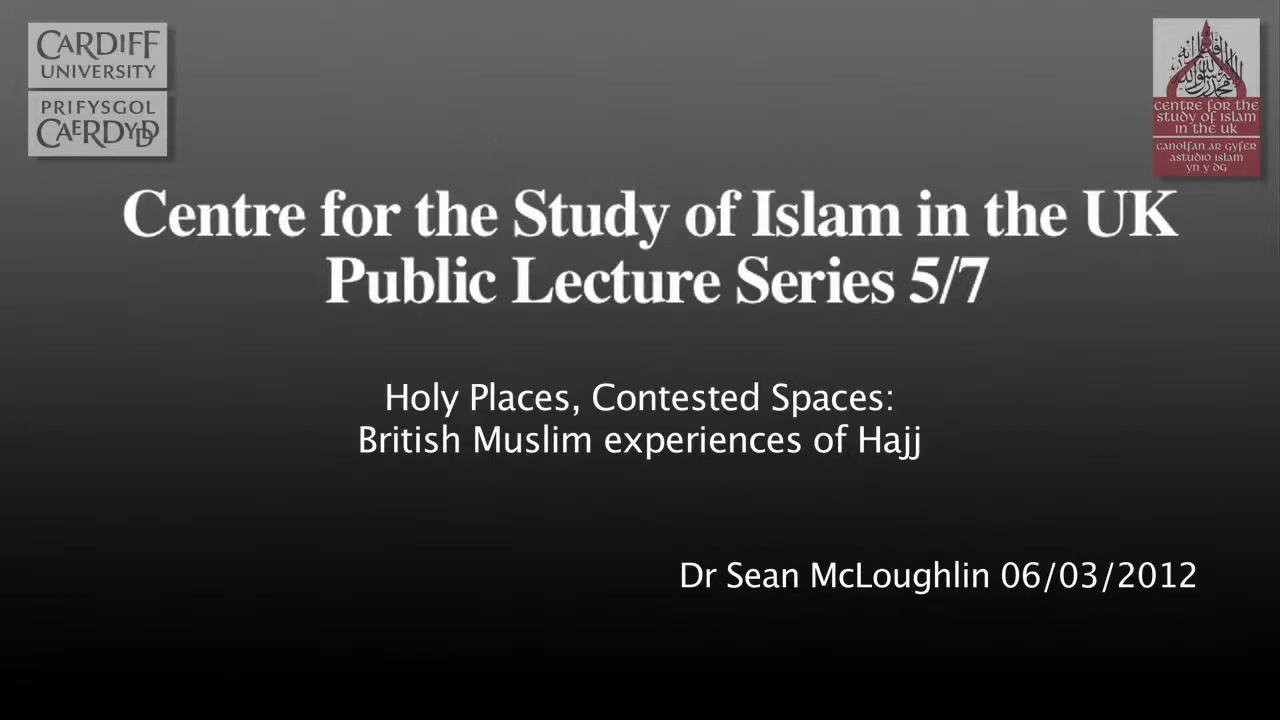 CARDIFF
UNIVERSITY
PRIFYSGOL
CAERDYDD
CENTRE FOR THE
STUDY OF ISLAM
IN THE UK
CANOLFAN AR GYFER
ASTUDIO ISLAM
YN Y DG
Centre for the Study of Islam in the UK
Public Lecture Series 5/7
Holy Places, Contested Spaces:
British Muslim experiences of Hajj
Dr Sean McLoughlin 06/03/2012